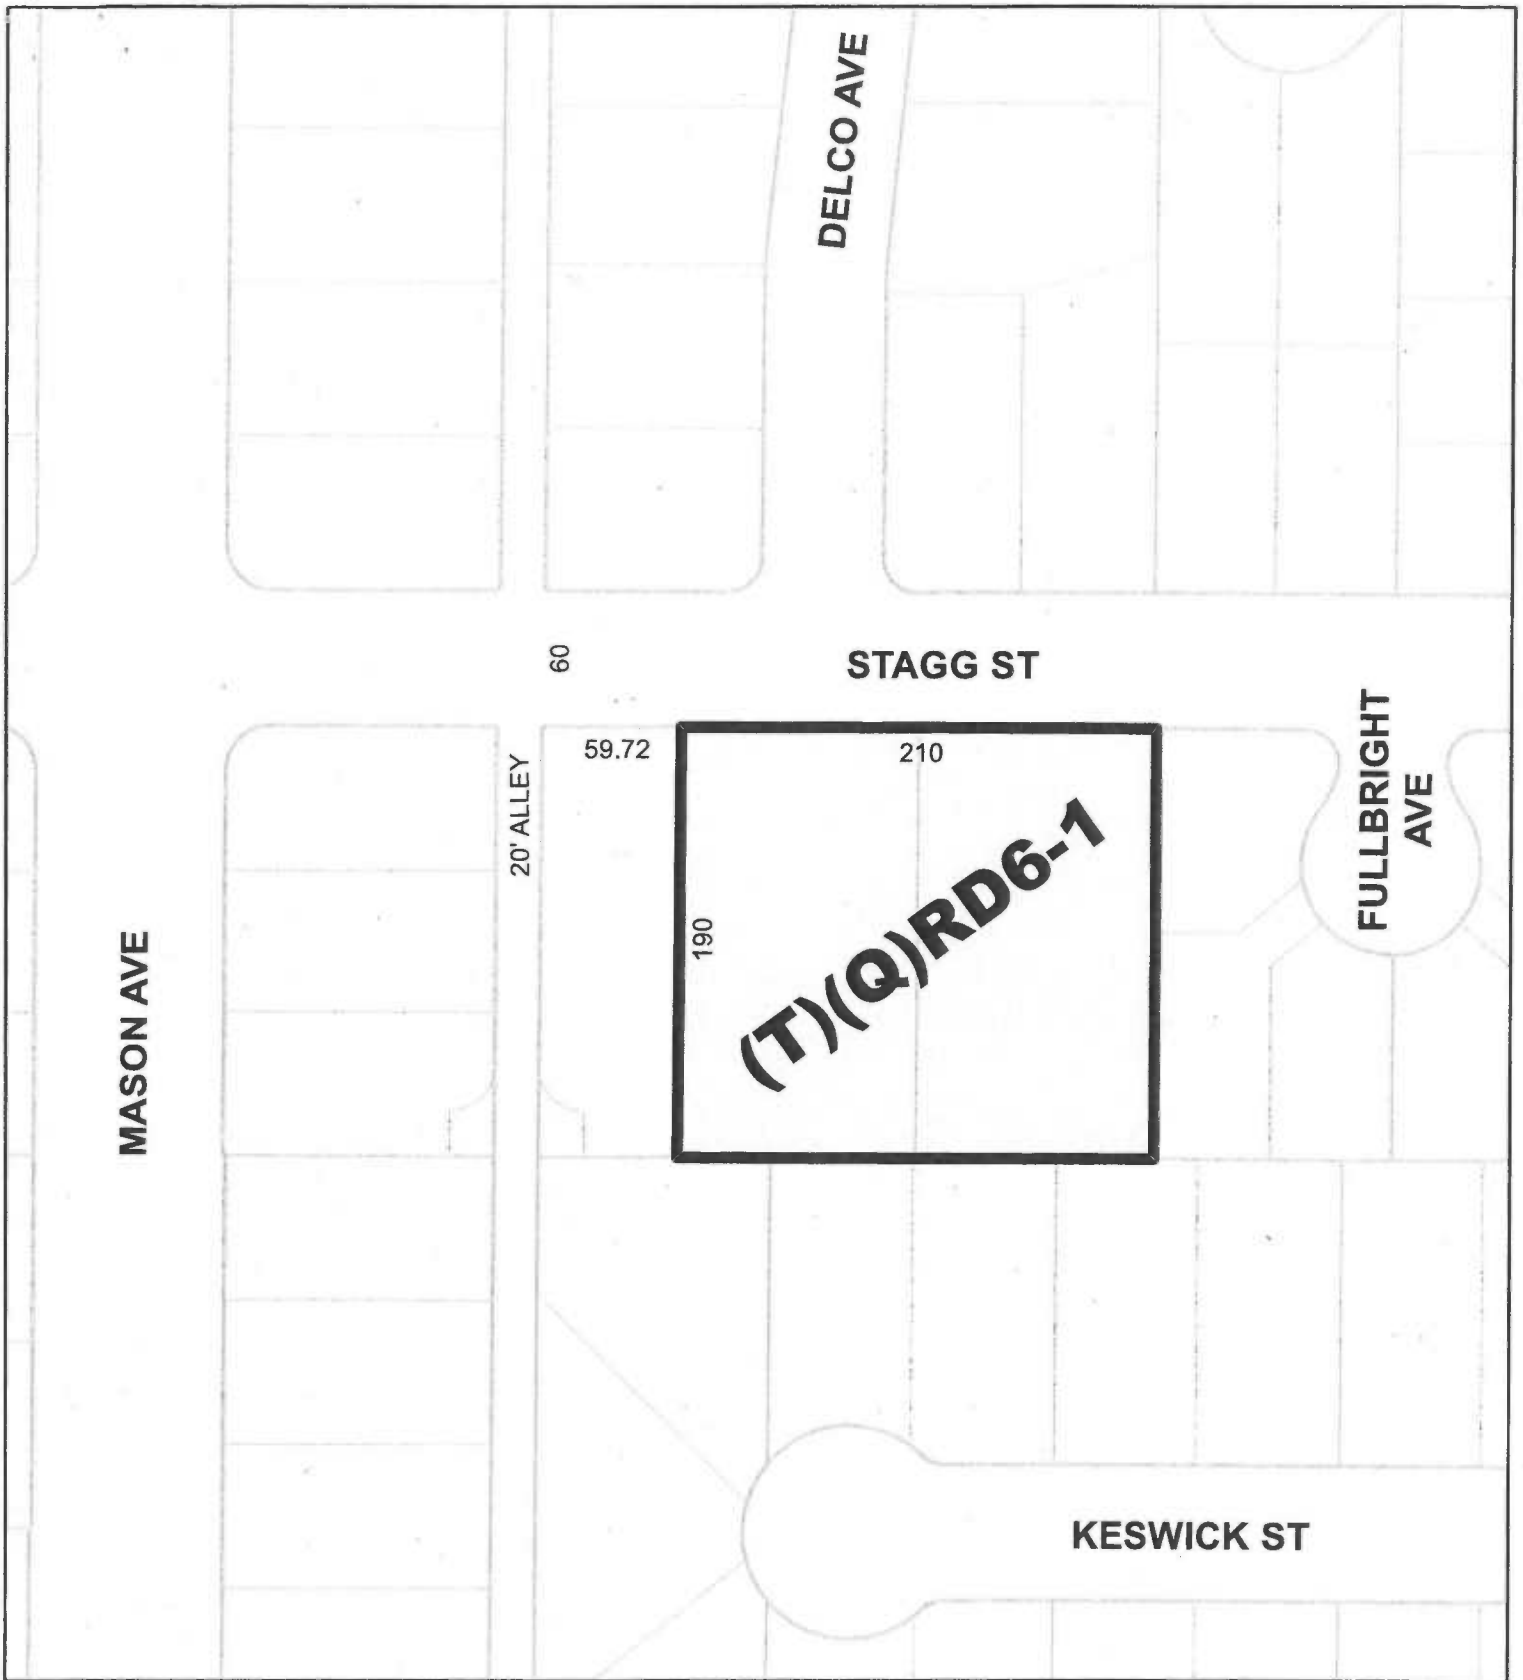 DELCO AVE
60
STAGG ST
59.72
210
20' ALLEY
FULLBRIGHT
AVE
190
(T)(Q)RD6-1
MASON AVE
KESWICK ST